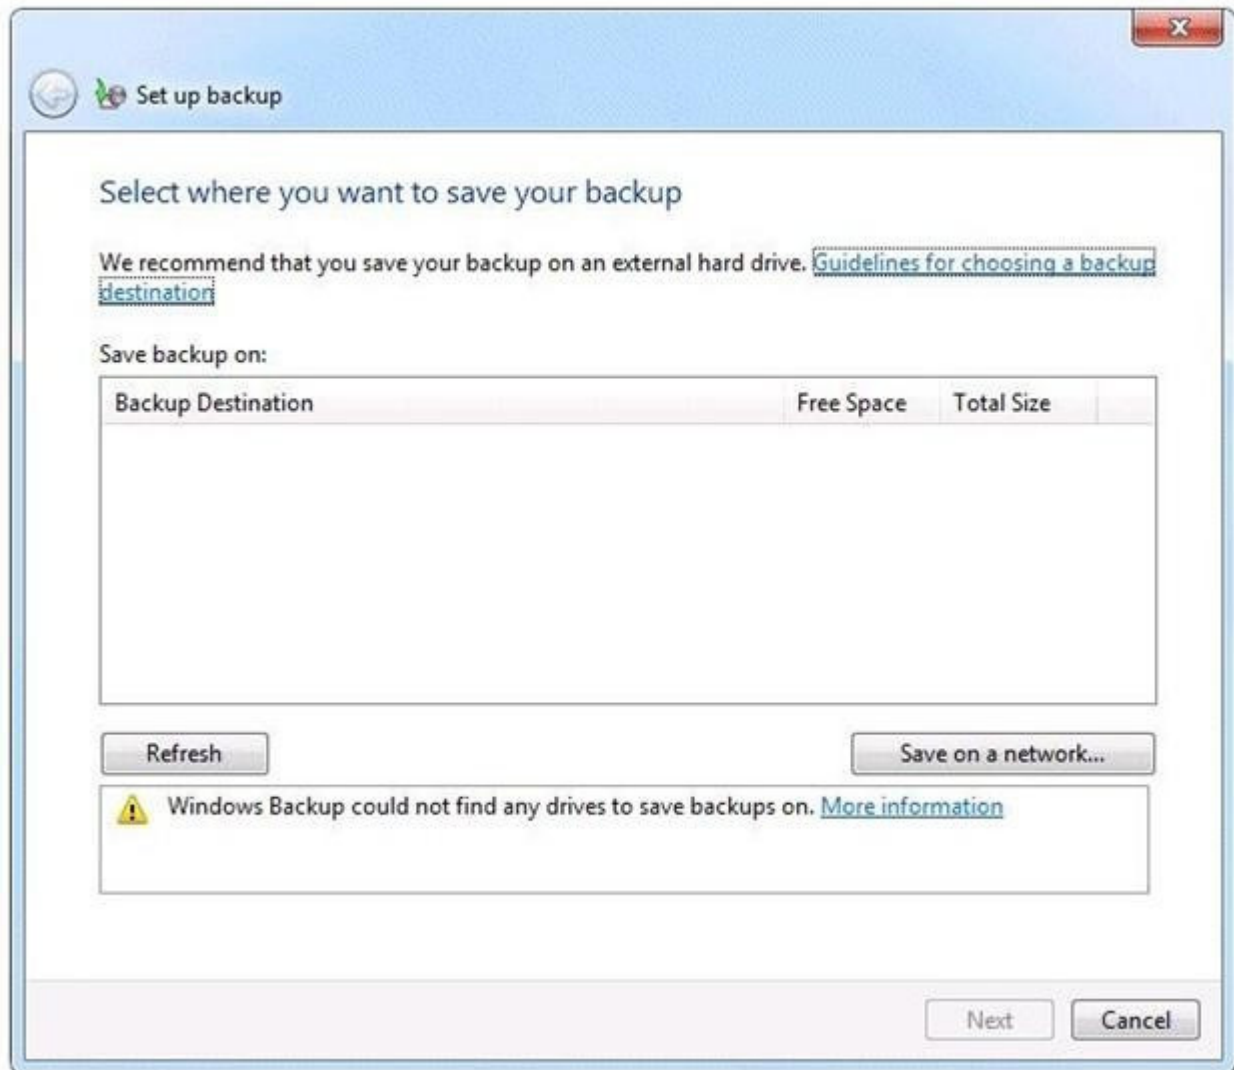 Set up backup
Select where you want to save your backup
We recommend that you save your backup on an external hard drive. Guidelines for choosing a backup
destination
Save backup on:
Backup Destination Free Space Total Size
Refresh Save on a network...
Windows Backup could not find any drives to save backups on. More information
Next Cancel